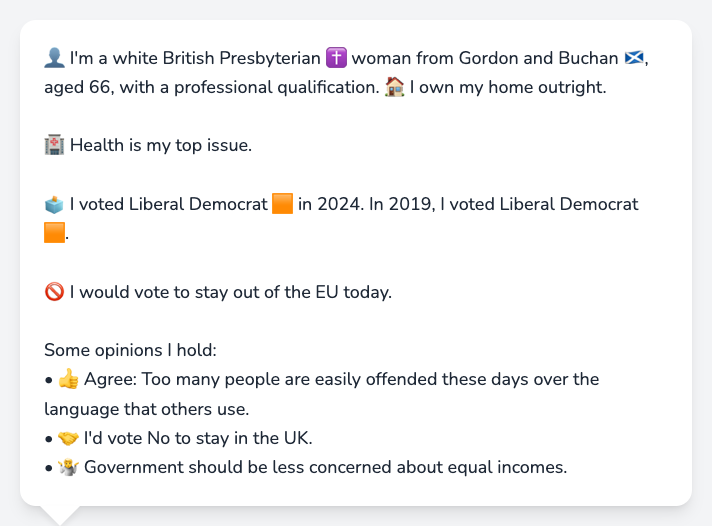 👤 I'm a white British Presbyterian ✝️ woman from Gordon and Buchan 🏴󠁧󠁢󠁳󠁣󠁴󠁿,
aged 66, with a professional qualification. 🏠 I own my home outright.
🏥 Health is my top issue.
🗳️ I voted Liberal Democrat 🟧 in 2024. In 2019, I voted Liberal Democrat
🟧.
🚫 I would vote to stay out of the EU today.
Some opinions I hold:
• 👍 Agree: Too many people are easily offended these days over the
language that others use.
• 🤝 I'd vote No to stay in the UK.
• 🤷 Government should be less concerned about equal incomes.